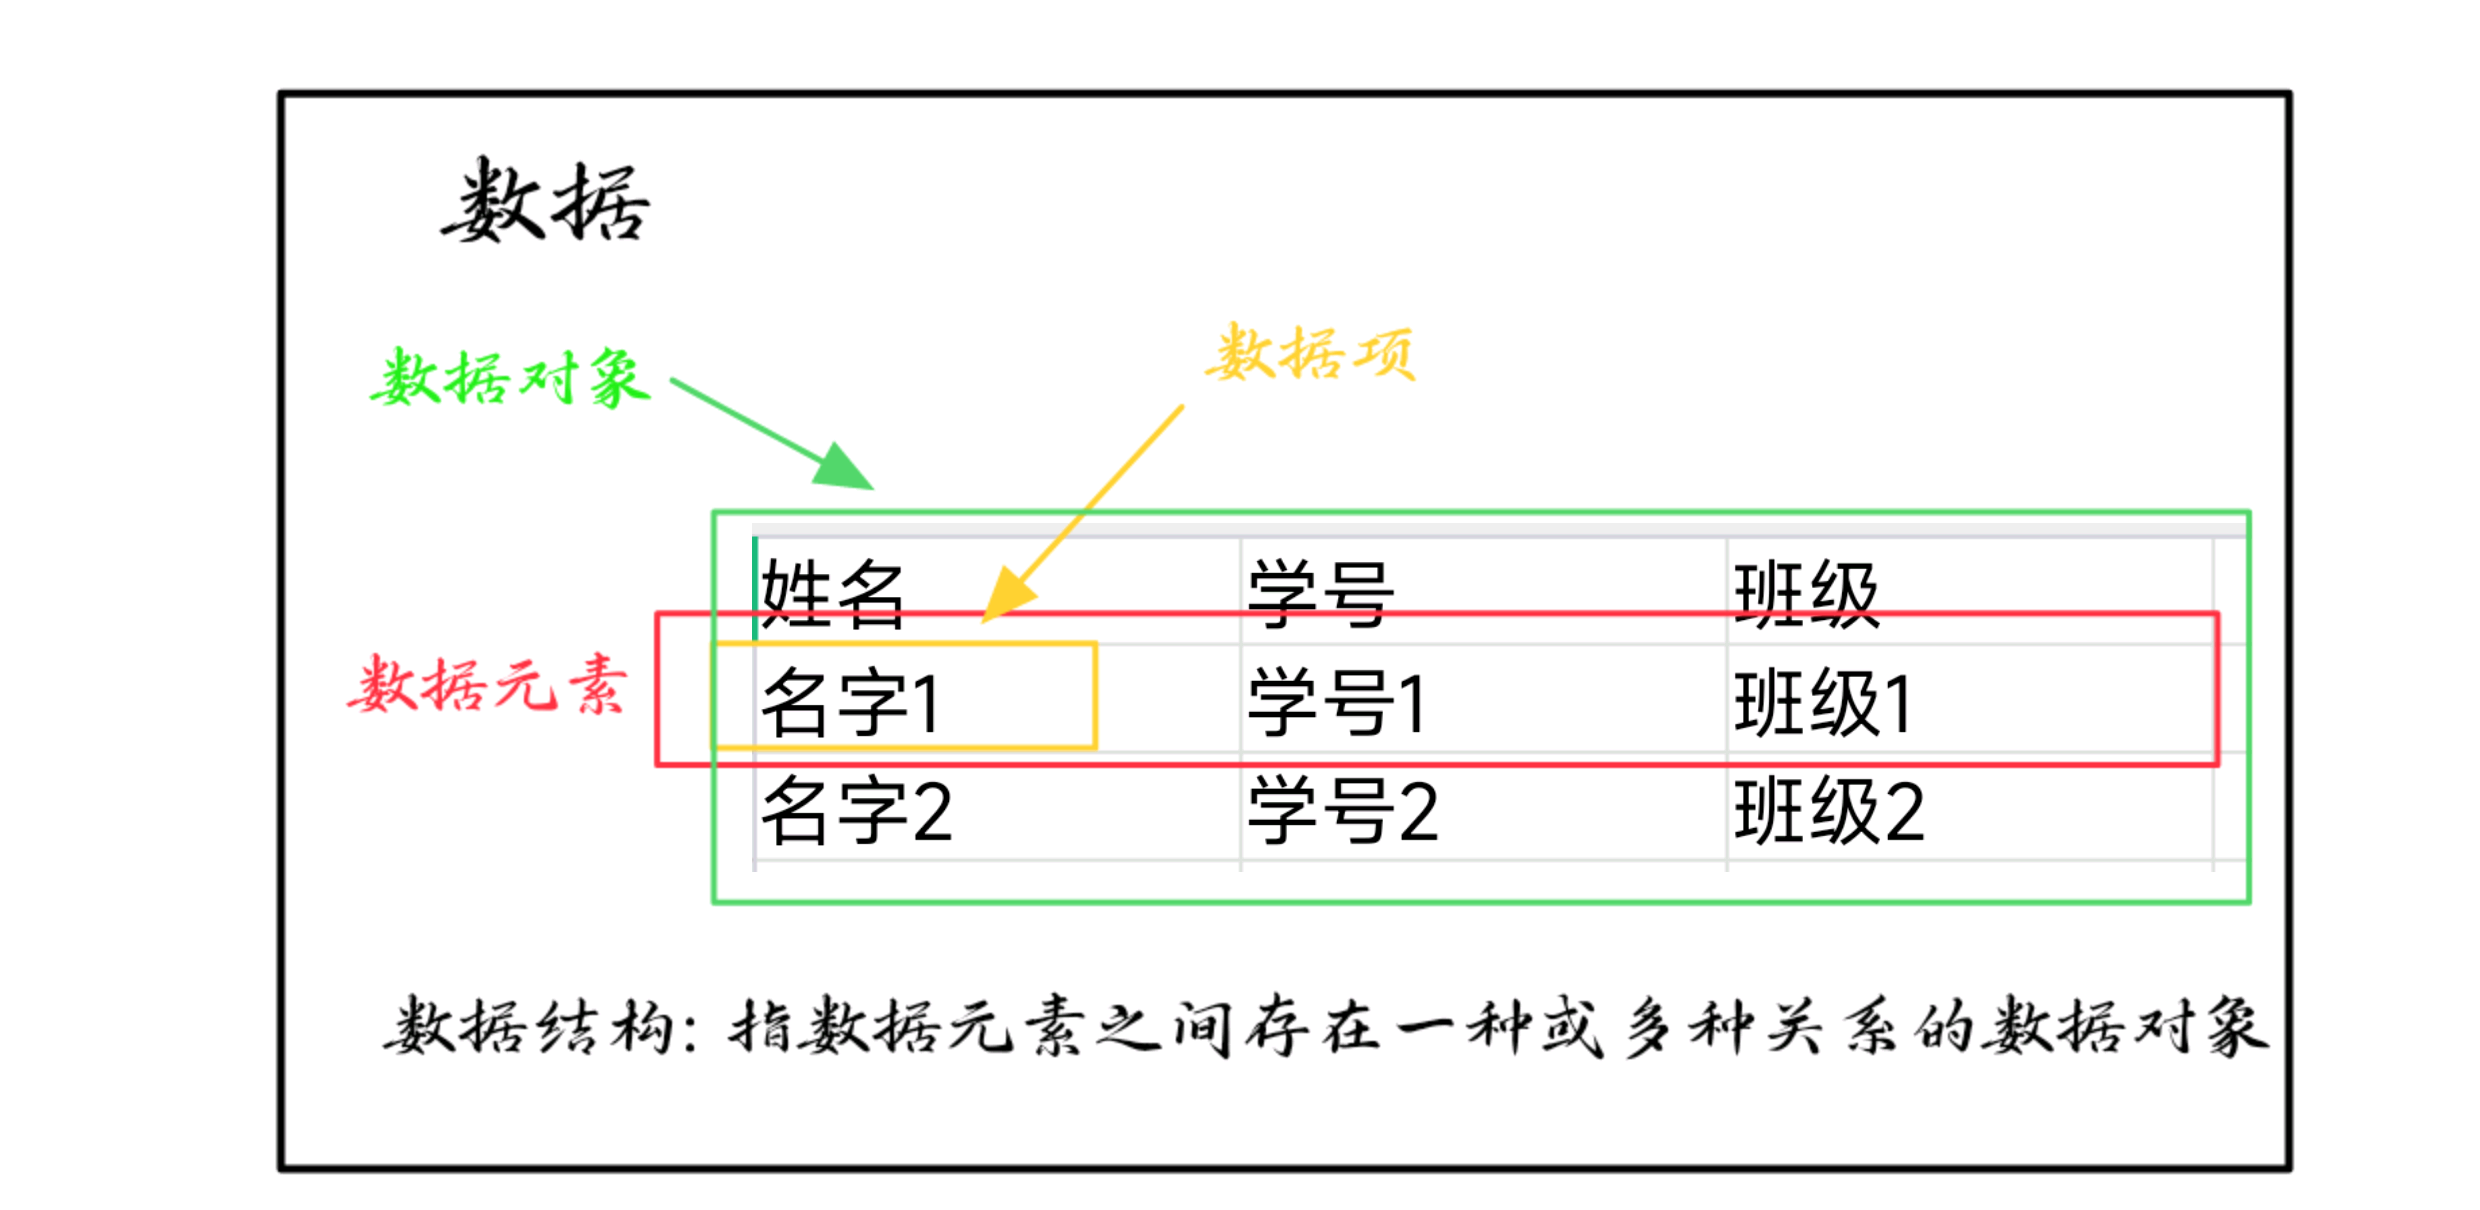 数据
数据项
数据对象
姓名 学号 班级
数据元素
名字1 学号1 班级1
名字2 学号2 班级2
数据结构: 指数据元素之间存在一种或多种关系的数据对象